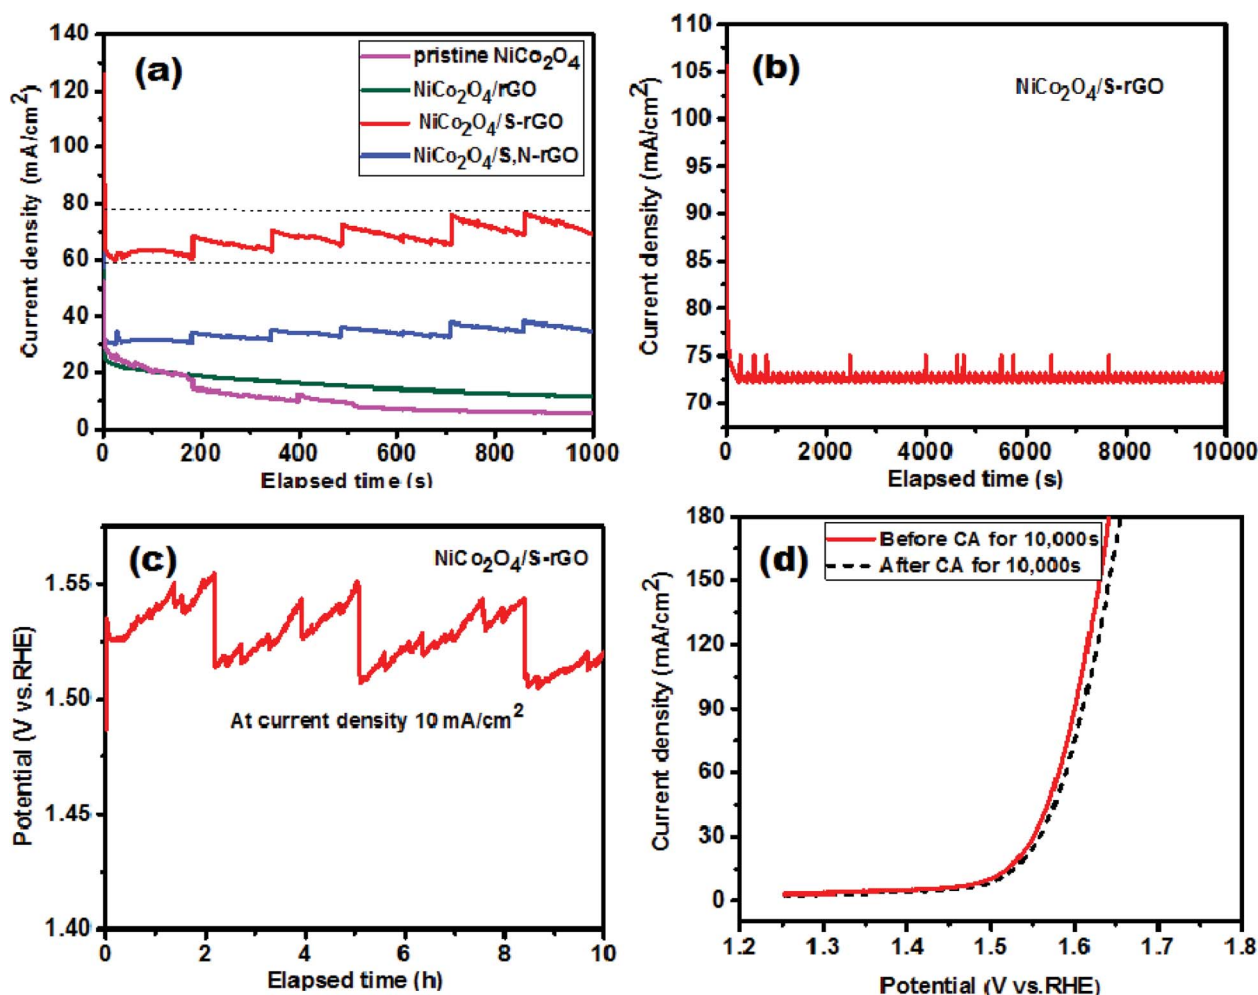 (a)
pristine NiCo2O4
NiCo2O4/rGO
NiCo2O4/S-rGO
NiCo2O4/S,N-rGO
Current density (mA/cm2)
140
120
100
80
60
40
20
0
0 200 400 600 800 1000
Elapsed time (s)
(b)
NiCo2O4/S-rGO
Current density (mA/cm2)
110
105
100
95
90
85
80
75
70
0 2000 4000 6000 8000 10000
Elapsed time (s)
(c)
NiCo2O4/S-rGO
At current density 10 mA/cm2
Potential (V vs.RHE)
1.55
1.50
1.45
1.40
0 2 4 6 8 10
Elapsed time (h)
(d)
Before CA for 10,000s
After CA for 10,000s
Current density (mA/cm2)
180
150
120
90
60
30
0
1.2 1.3 1.4 1.5 1.6 1.7 1.8
Potential (V vs.RHE)